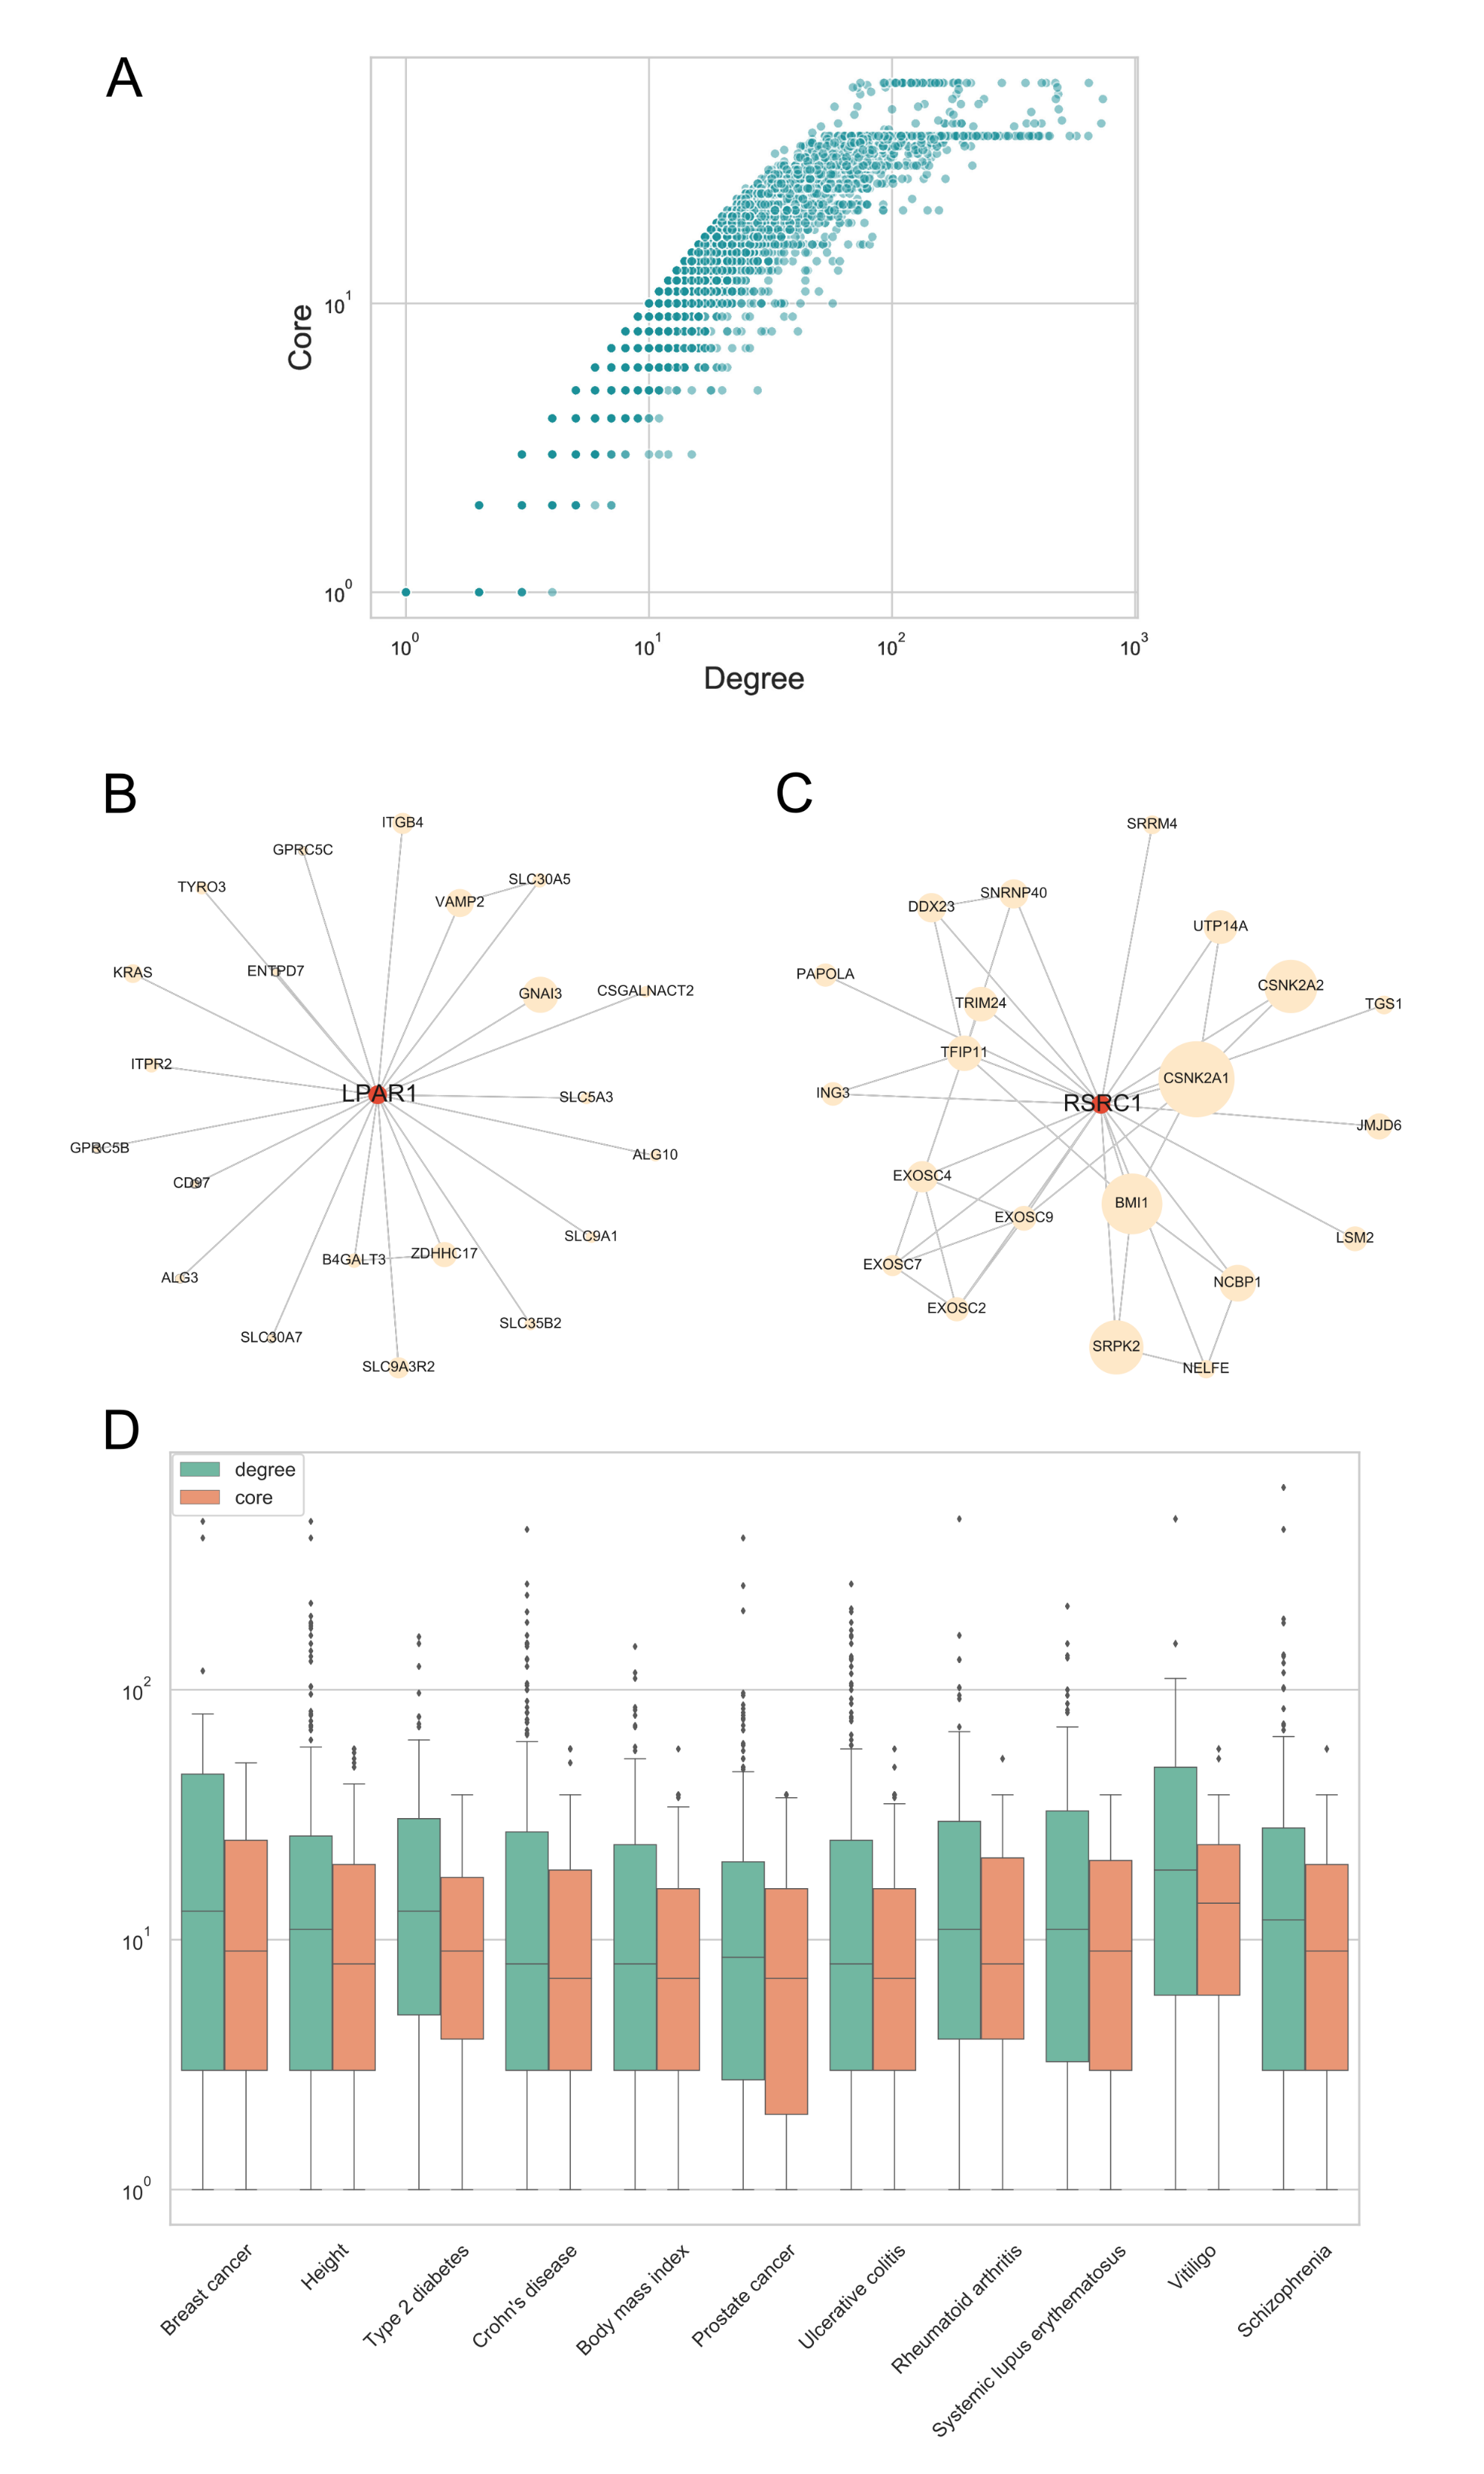 A
Core
10^1
10^0
10^0 10^1 10^2 10^3
Degree
B
ITGB4
GPRC5C
TYRO3
SLC30A5
VAMP2
KRAS
ENTPD7
GNAI3
CSGALNACT2
ITPR2
LPAR1
SLC5A3
GPRC5B
ALG10
CD97
SLC9A1
B4GALT3
ZDHHC17
ALG3
SLC30A7
SLC35B2
SLC9A3R2
C
SRRM4
SNRNP40
DDX23
UTP14A
PAPOLA
CSNK2A2
TRIM24
TGS1
TFIP11
CSNK2A1
ING3
RSRC1
JMJD6
EXOSC4
BMI1
EXOSC9
LSM2
EXOSC7
NCBP1
EXOSC2
SRPK2
NELFE
D
degree
core
10^2
10^1
10^0
Breast cancer
Height
Type 2 diabetes
Crohn's disease
Body mass index
Prostate cancer
Ulcerative colitis
Rheumatoid arthritis
Systemic lupus erythematosus
Vitiligo
Schizophrenia